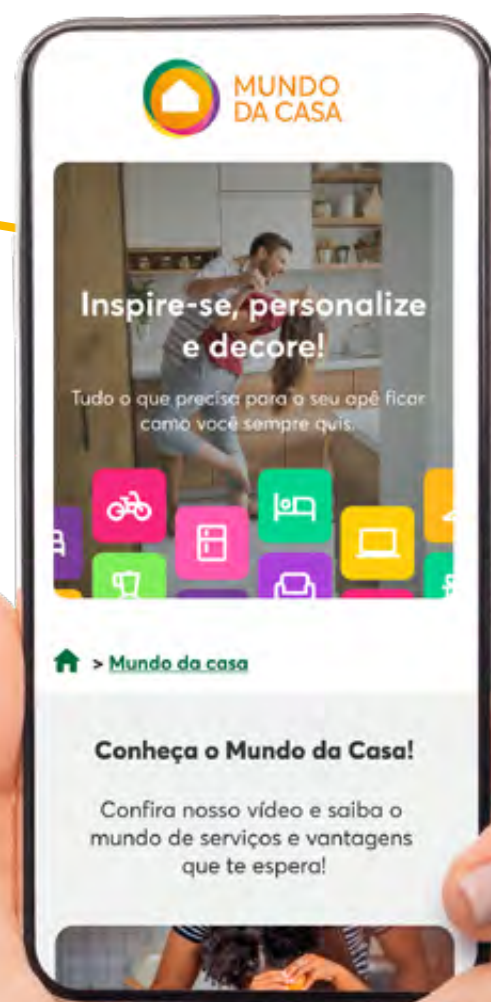 MUNDO
DA CASA
Inspire-se, personalize
e decore!
Tudo o que precisa para o seu apê ficar
como você sempre quis.
> Mundo da casa
Conheça o Mundo da Casa!
Confira nosso vídeo e saiba o
mundo de serviços e vantagens
que te espera!